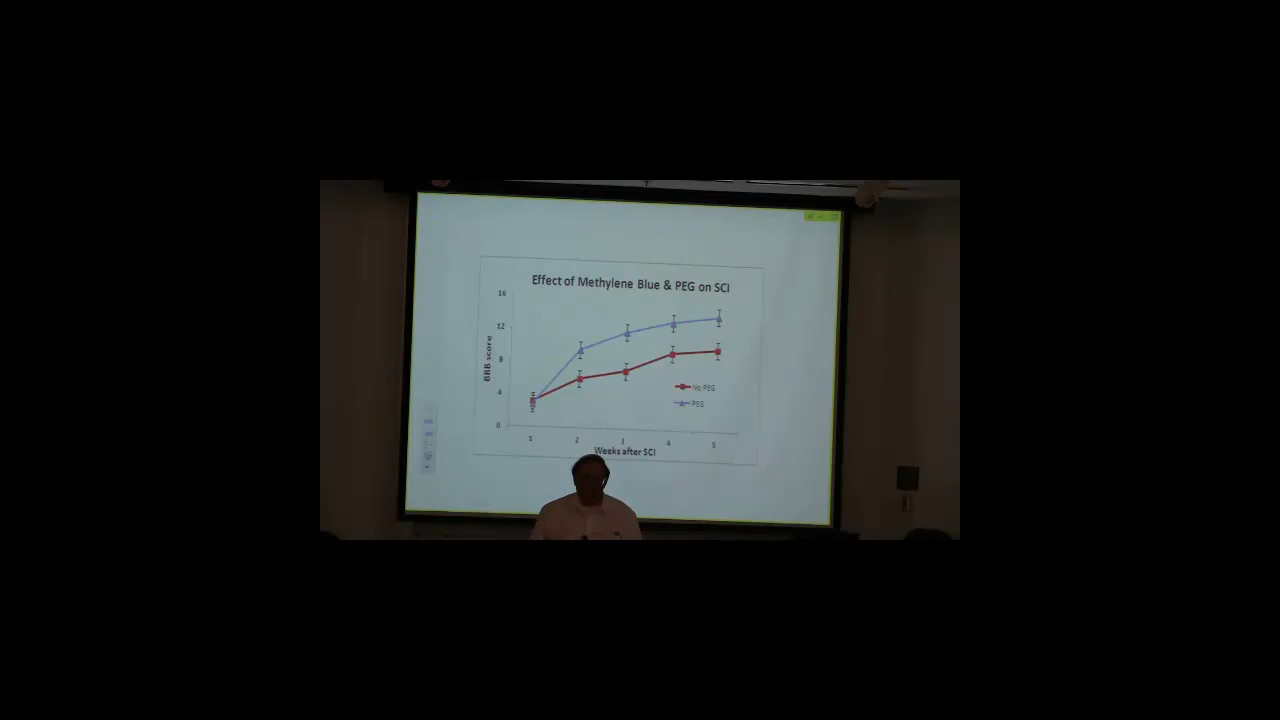 Effect of Methylene Blue & PEG on SCI
16
12
8
4
0
BBB score
No PEG
PEG
1
2
3
4
5
Weeks after SCI